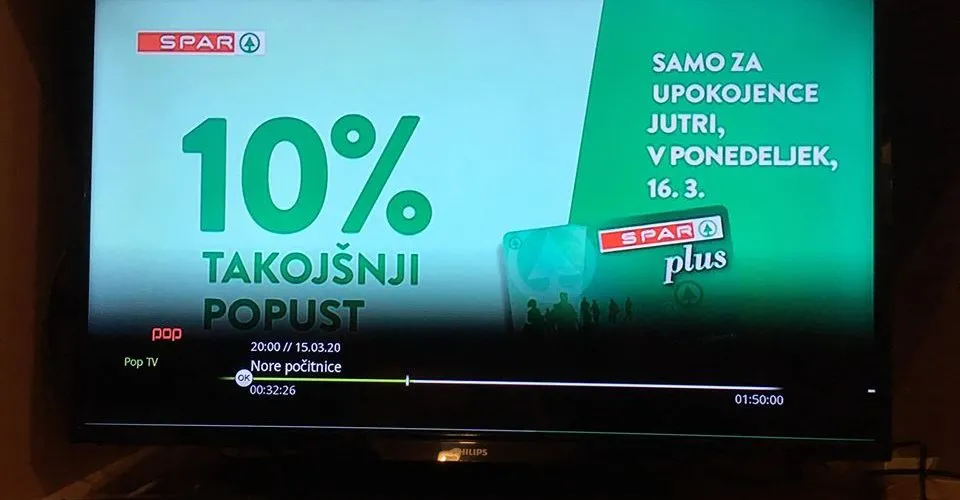 SPAR
10%
TAKOJŠNJI
POPUST
SAMO ZA
UPOKOJENCE
JUTRI,
V PONEDELJEK,
16. 3.
SPAR
plus
pop
Pop TV
20:00 // 15.03.20
Nore počitnice
OK
00:32:26
01:50:00
PHILIPS